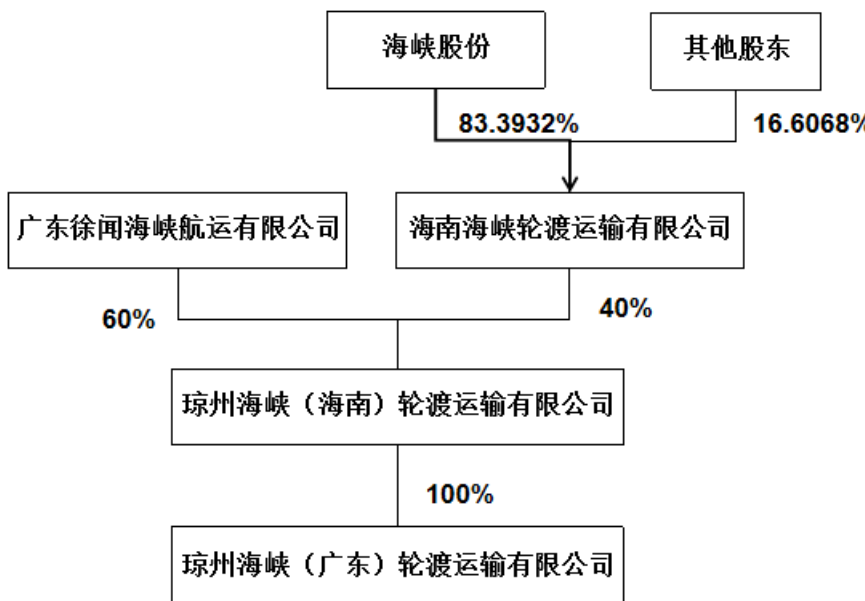 海峡股份
其他股东
83.3932%
16.6068%
广东徐闻海峡航运有限公司
海南海峡轮渡运输有限公司
60%
40%
琼州海峡（海南）轮渡运输有限公司
100%
琼州海峡（广东）轮渡运输有限公司